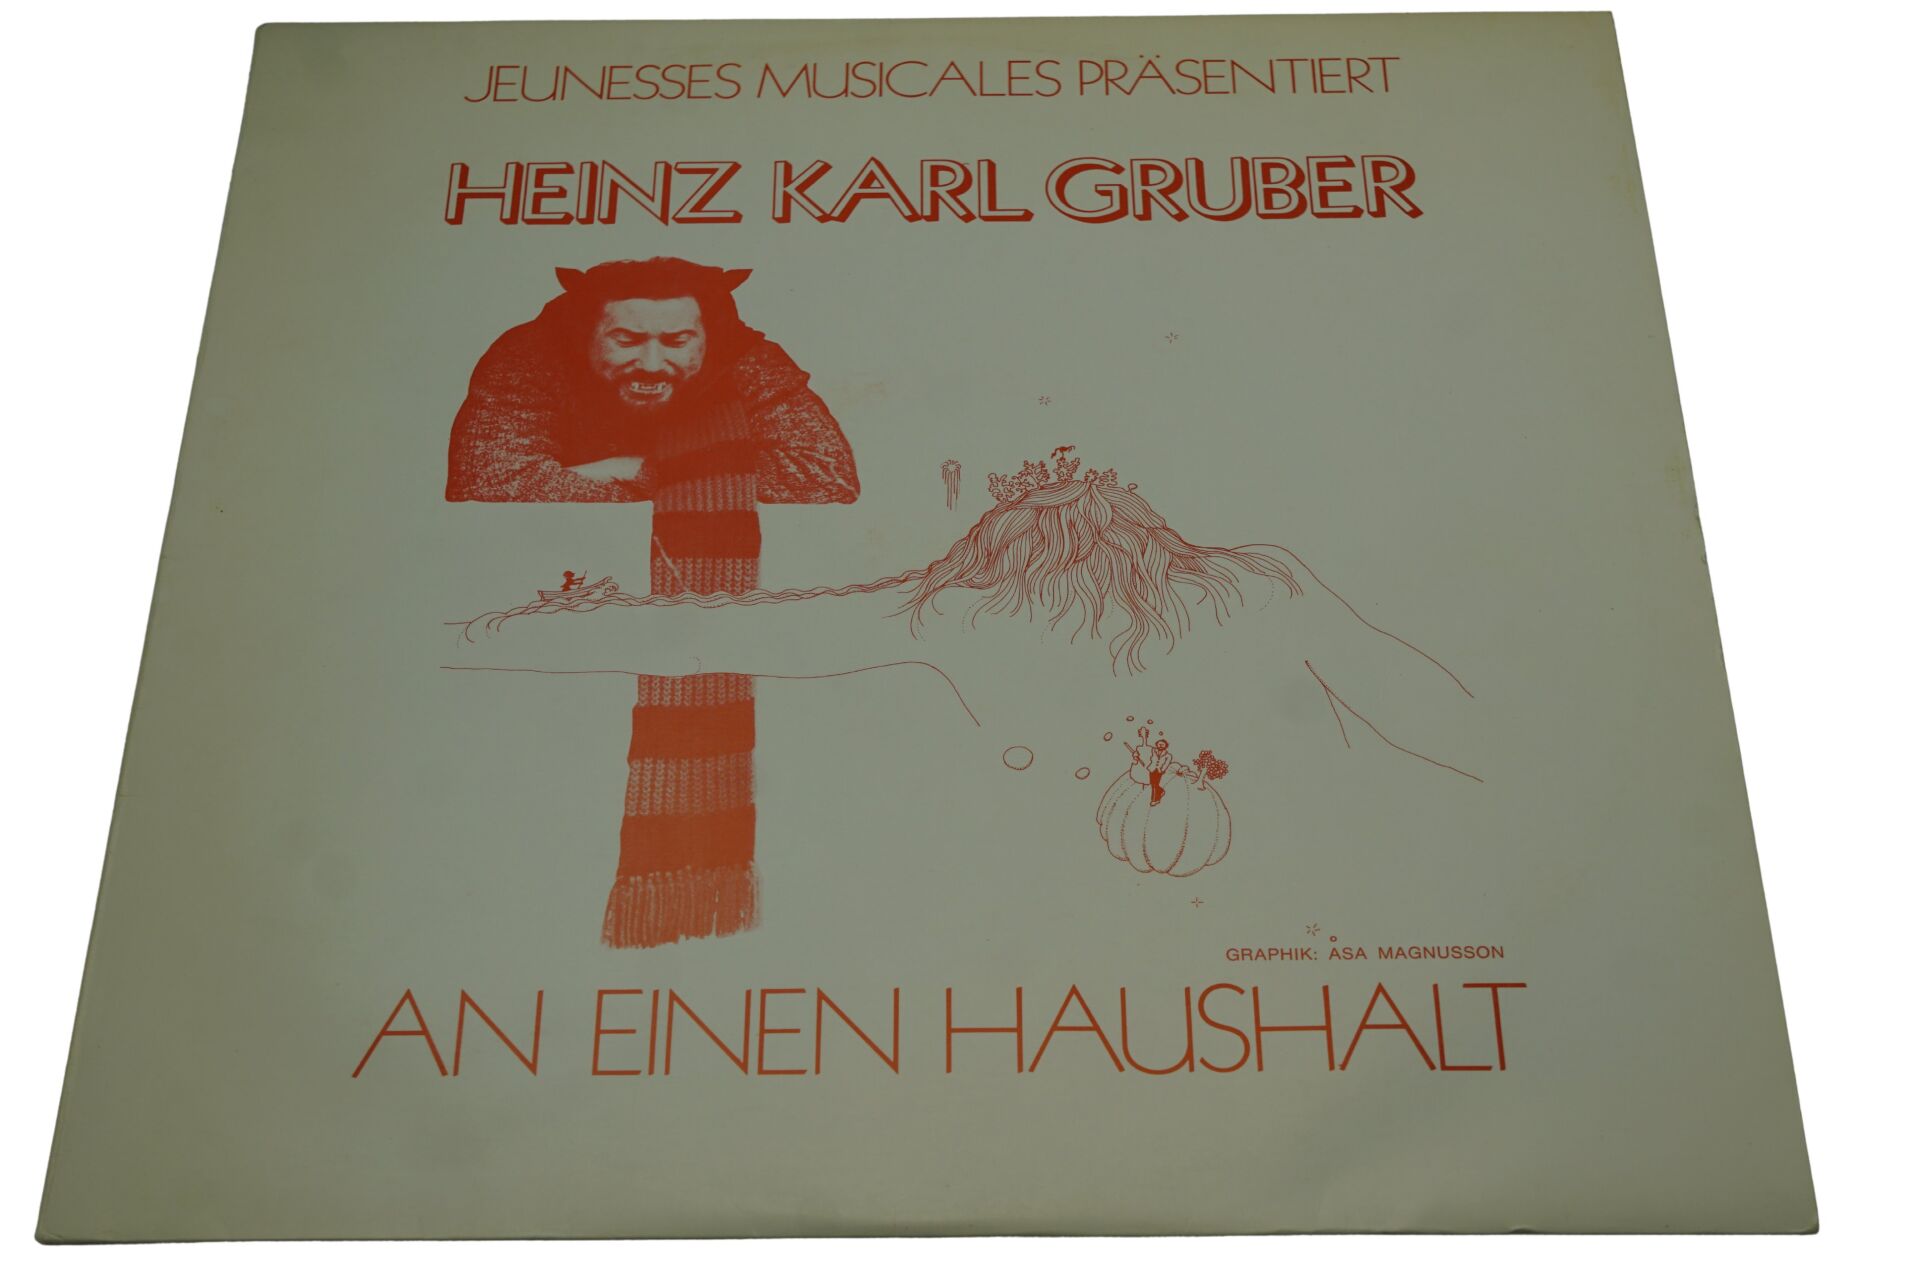 JEUNESSES MUSICALES PRÄSENTIERT
HEINZ KARL GRUBER
GRAPHIK: ÅSA MAGNUSSON
AN EINEN HAUSHALT